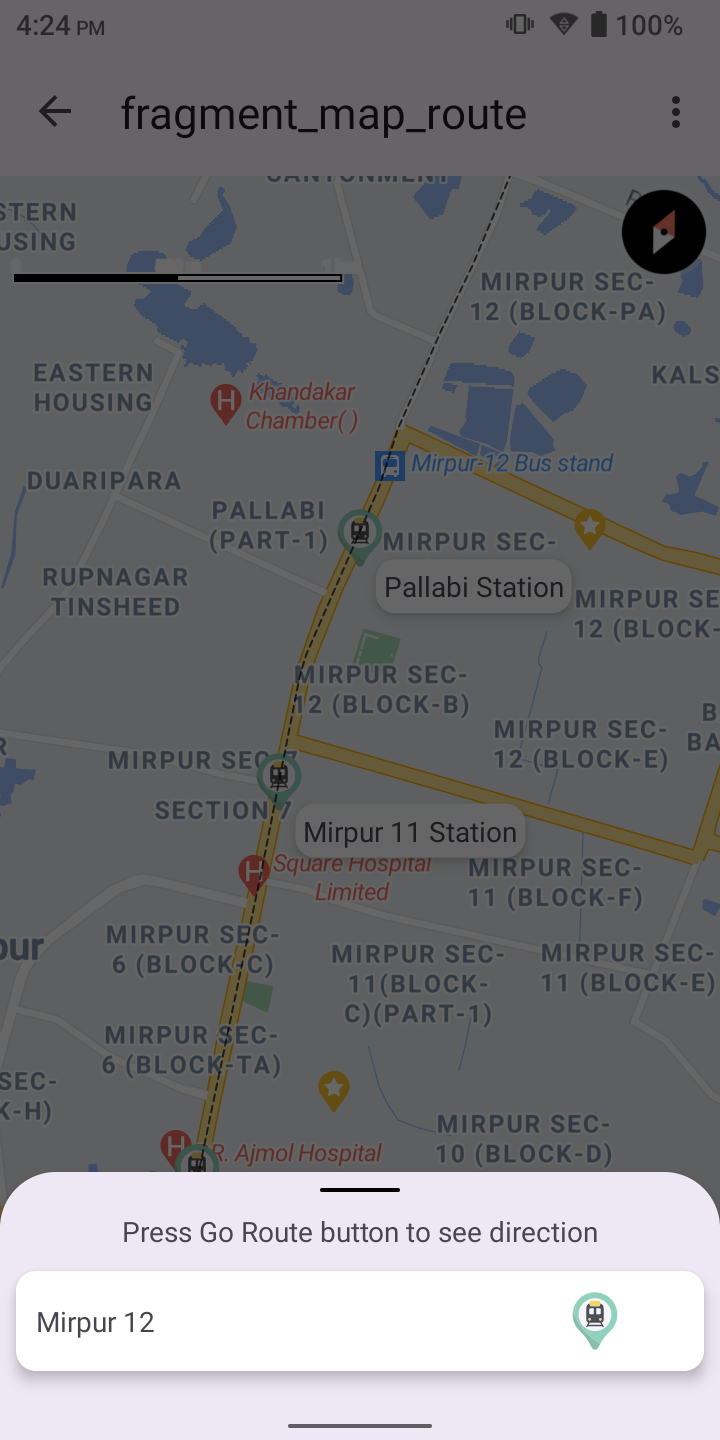 4:24 PM
100%
fragment_map_route
CANTONMENT
STERN
USING
MIRPUR SEC-
12 (BLOCK-PA)
EASTERN
HOUSING
Khandakar
Chamber( )
KALS
Mirpur-12 Bus stand
DUARIPARA
PALLABI
(PART-1)
MIRPUR SEC-
Pallabi Station
RUPNAGAR
TINSHEED
MIRPUR SE
12 (BLOCK-
MIRPUR SEC-
12 (BLOCK-B)
MIRPUR SEC-
12 (BLOCK-E)
B
BA
MIRPUR SEC 7
SECTION 7
Mirpur 11 Station
Square Hospital
Limited
MIRPUR SEC-
11 (BLOCK-F)
pur
MIRPUR SEC-
6 (BLOCK-C)
MIRPUR SEC-
11(BLOCK-
C)(PART-1)
MIRPUR SEC-
11 (BLOCK-E)
MIRPUR SEC-
6 (BLOCK-TA)
SEC-
K-H)
R. Ajmol Hospital
MIRPUR SEC-
10 (BLOCK-D)
Press Go Route button to see direction
Mirpur 12